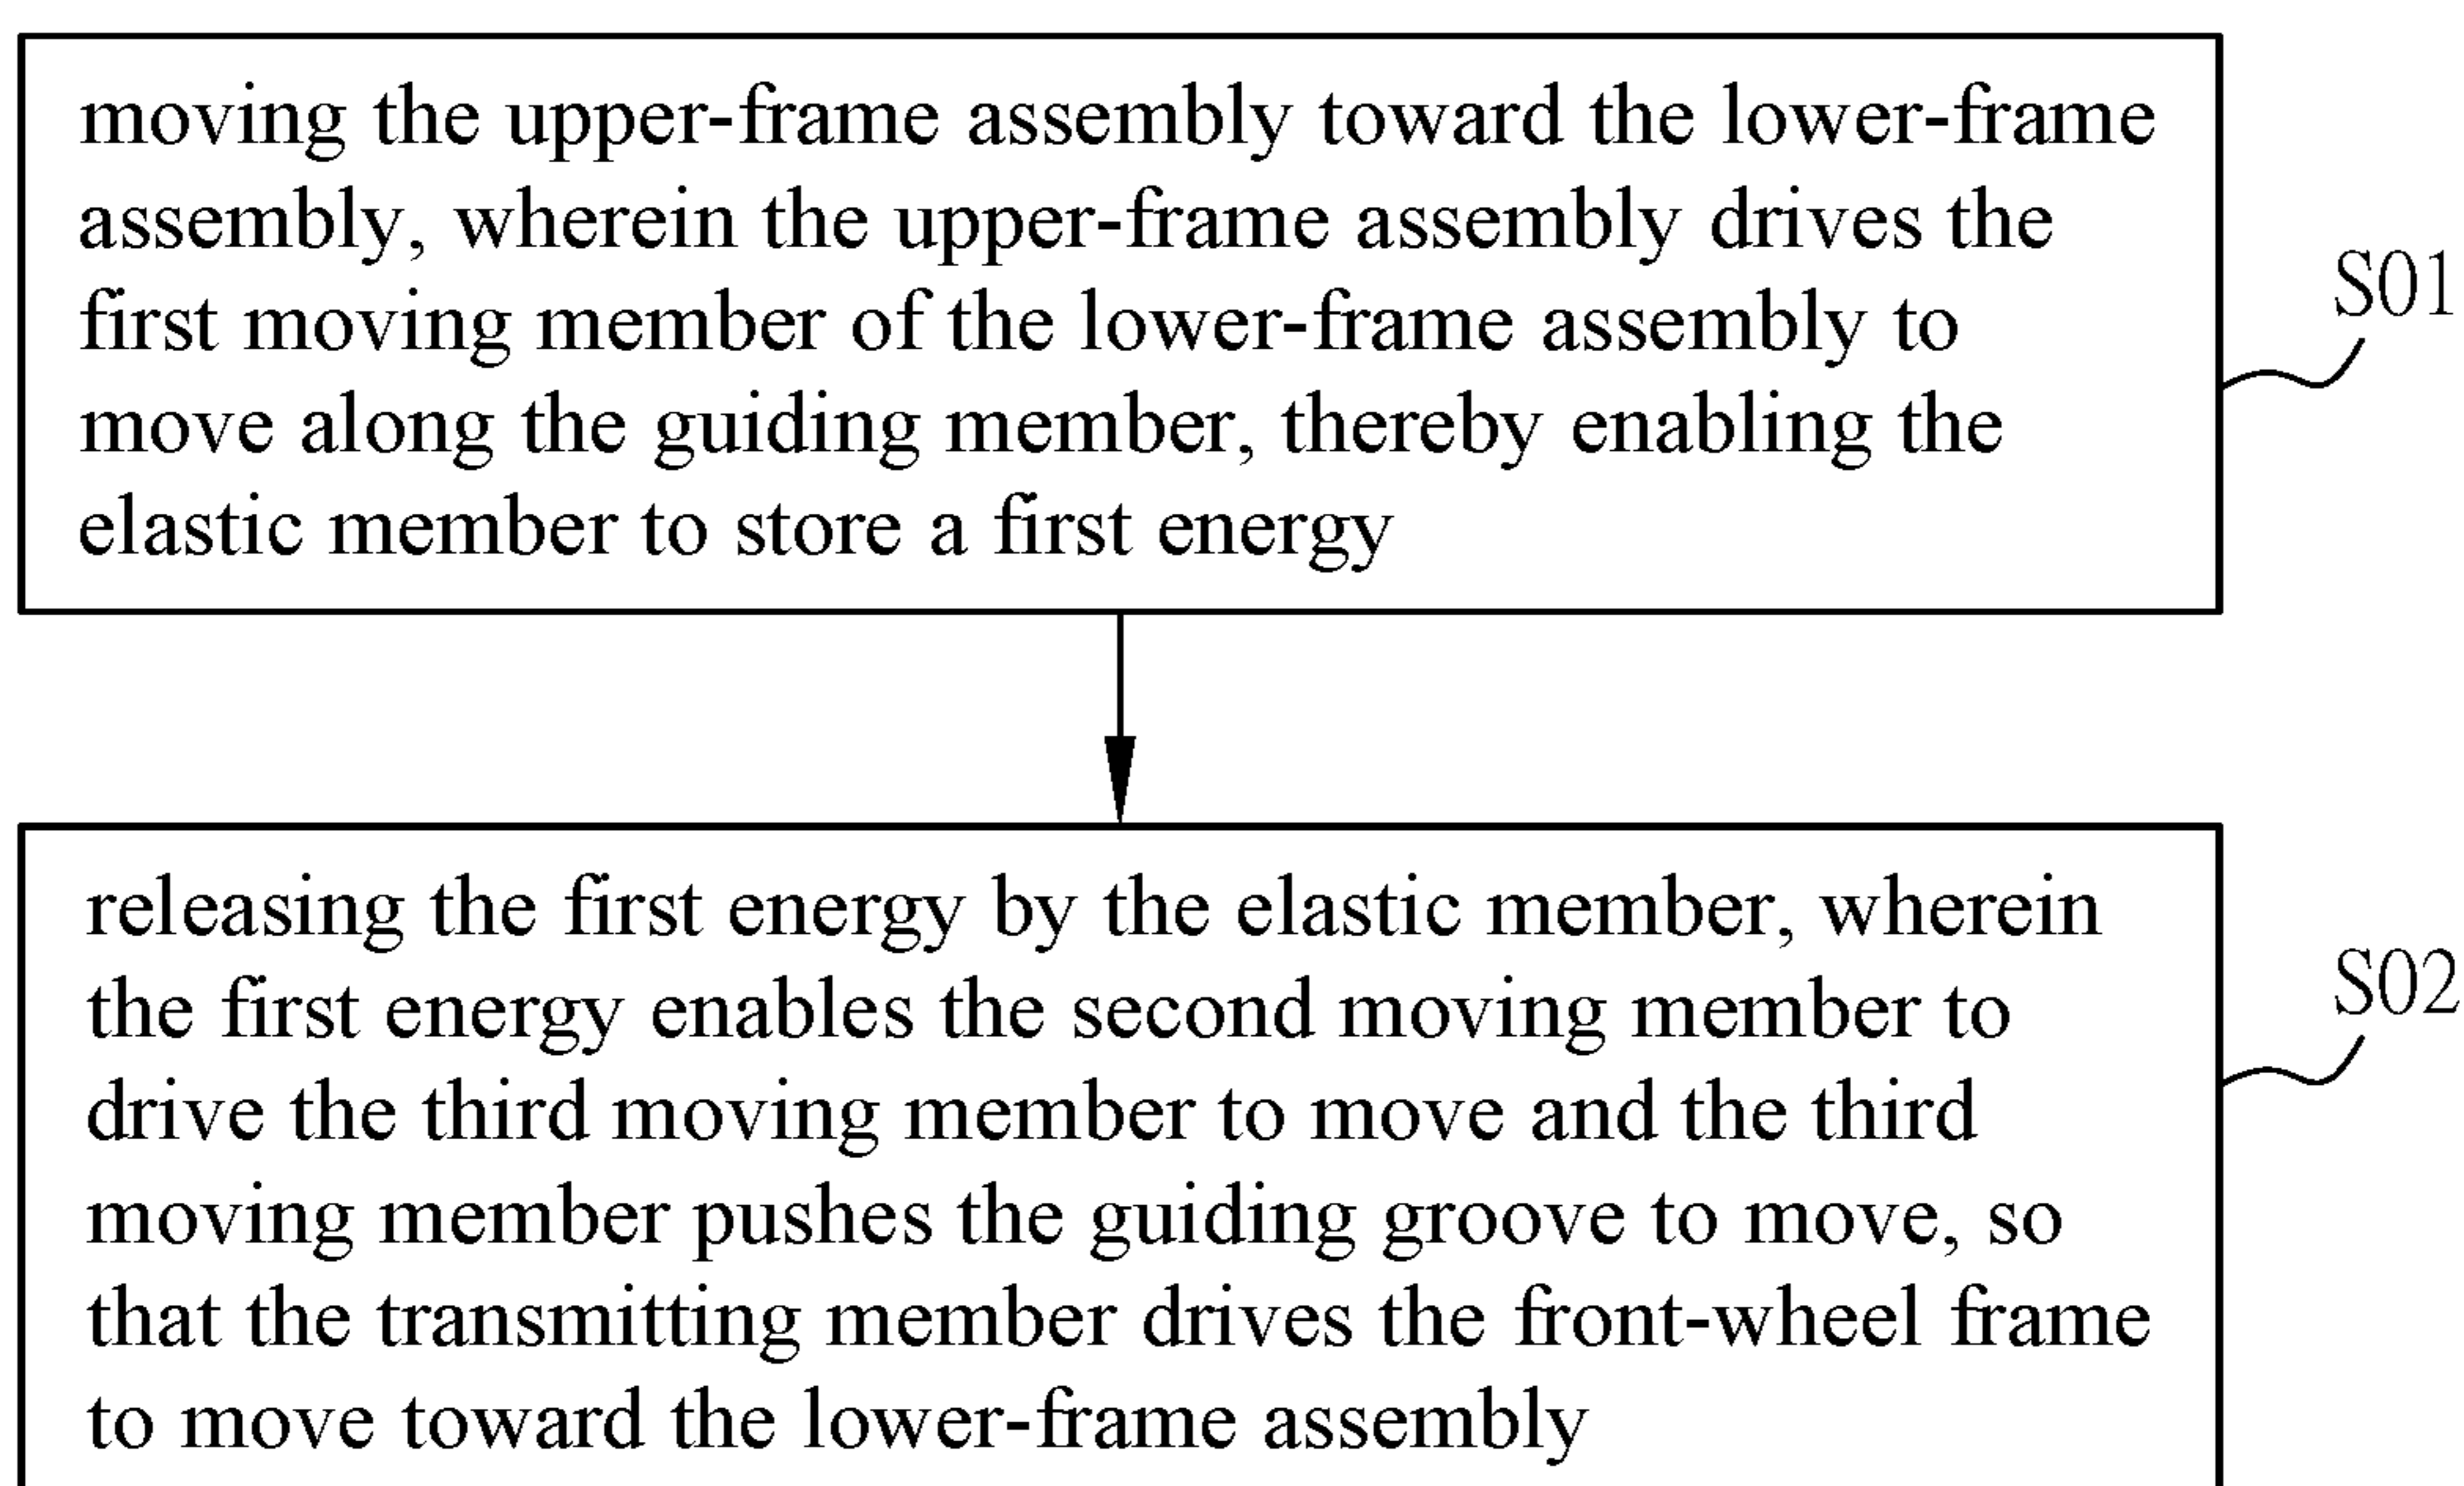 moving the upper-frame assembly toward the lower-frame
assembly, wherein the upper-frame assembly drives the
first moving member of the lower-frame assembly to
move along the guiding member, thereby enabling the
elastic member to store a first energy
S01
releasing the first energy by the elastic member, wherein
the first energy enables the second moving member to
drive the third moving member to move and the third
moving member pushes the guiding groove to move, so
that the transmitting member drives the front-wheel frame
to move toward the lower-frame assembly
S02